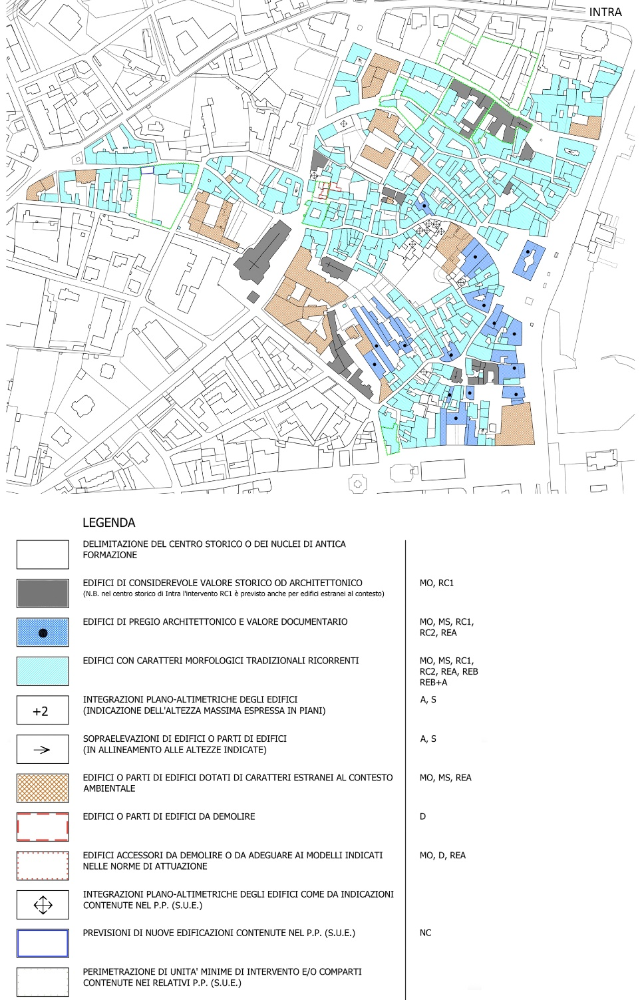 INTRA
LEGENDA
DELIMITAZIONE DEL CENTRO STORICO O DEI NUCLEI DI ANTICA
FORMAZIONE
EDIFICI DI CONSIDEREVOLE VALORE STORICO OD ARCHITETTONICO
(N.B. nel centro storico di Intra l'intervento RC1 è previsto anche per edifici estranei al contesto)
MO, RC1
EDIFICI DI PREGIO ARCHITETTONICO E VALORE DOCUMENTARIO
MO, MS, RC1,
RC2, REA
EDIFICI CON CARATTERI MORFOLOGICI TRADIZIONALI RICORRENTI
MO, MS, RC1,
RC2, REA, REB
REB+A
+2
INTEGRAZIONI PLANO-ALTIMETRICHE DEGLI EDIFICI
(INDICAZIONE DELL'ALTEZZA MASSIMA ESPRESSA IN PIANI)
A, S
SOPRAELEVAZIONI DI EDIFICI O PARTI DI EDIFICI
(IN ALLINEAMENTO ALLE ALTEZZE INDICATE)
A, S
EDIFICI O PARTI DI EDIFICI DOTATI DI CARATTERI ESTRANEI AL CONTESTO
AMBIENTALE
MO, MS, REA
EDIFICI O PARTI DI EDIFICI DA DEMOLIRE
D
EDIFICI ACCESSORI DA DEMOLIRE O DA ADEGUARE AI MODELLI INDICATI
NELLE NORME DI ATTUAZIONE
MO, D, REA
INTEGRAZIONI PLANO-ALTIMETRICHE DEGLI EDIFICI COME DA INDICAZIONI
CONTENUTE NEL P.P. (S.U.E.)
PREVISIONI DI NUOVE EDIFICAZIONI CONTENUTE NEL P.P. (S.U.E.)
NC
PERIMETRAZIONE DI UNITA' MINIME DI INTERVENTO E/O COMPARTI
CONTENUTE NEI RELATIVI P.P. (S.U.E.)